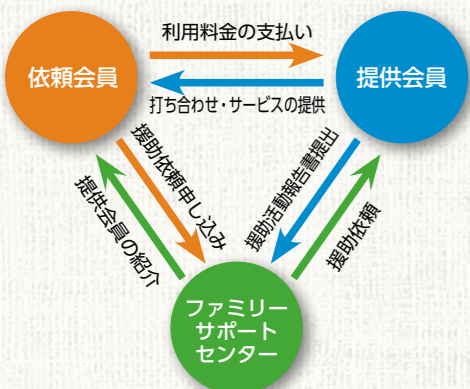 利用料金の支払い
依頼会員
提供会員
打ち合わせ・サービスの提供
援助依頼申し込み
提供会員の紹介
援助活動報告書提出
援助依頼
ファミリー
サポート
センター